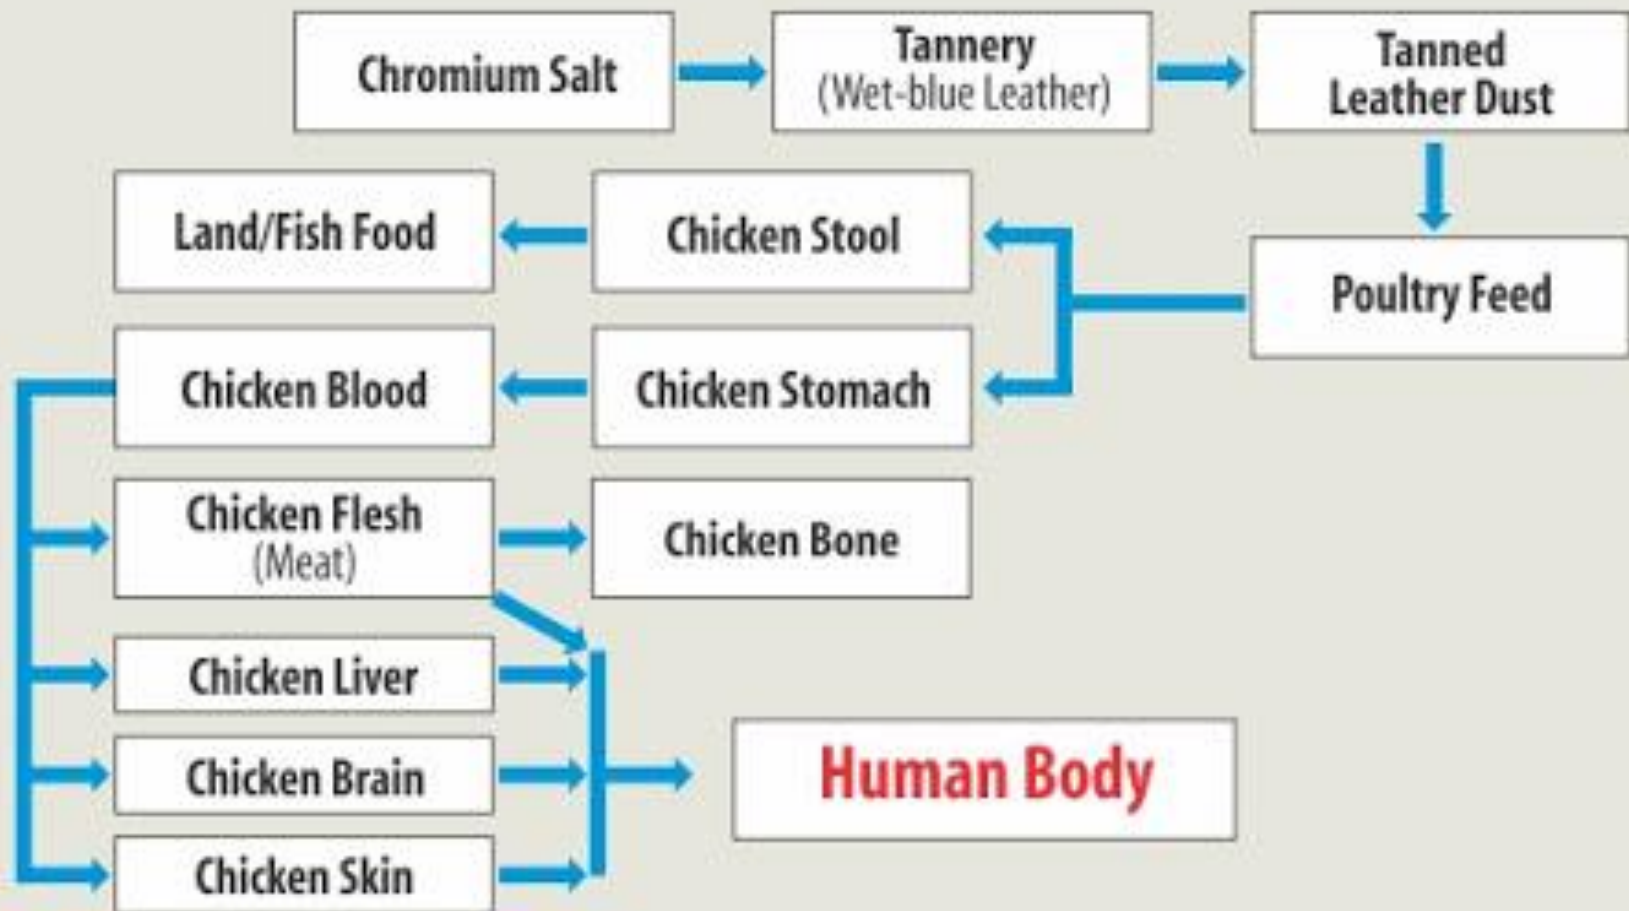 Chromium Salt
Tannery
(Wet-blue Leather)
Tanned
Leather Dust
Land/Fish Food
Chicken Stool
Poultry Feed
Chicken Blood
Chicken Stomach
Chicken Flesh
(Meat)
Chicken Bone
Chicken Liver
Chicken Brain
Human Body
Chicken Skin